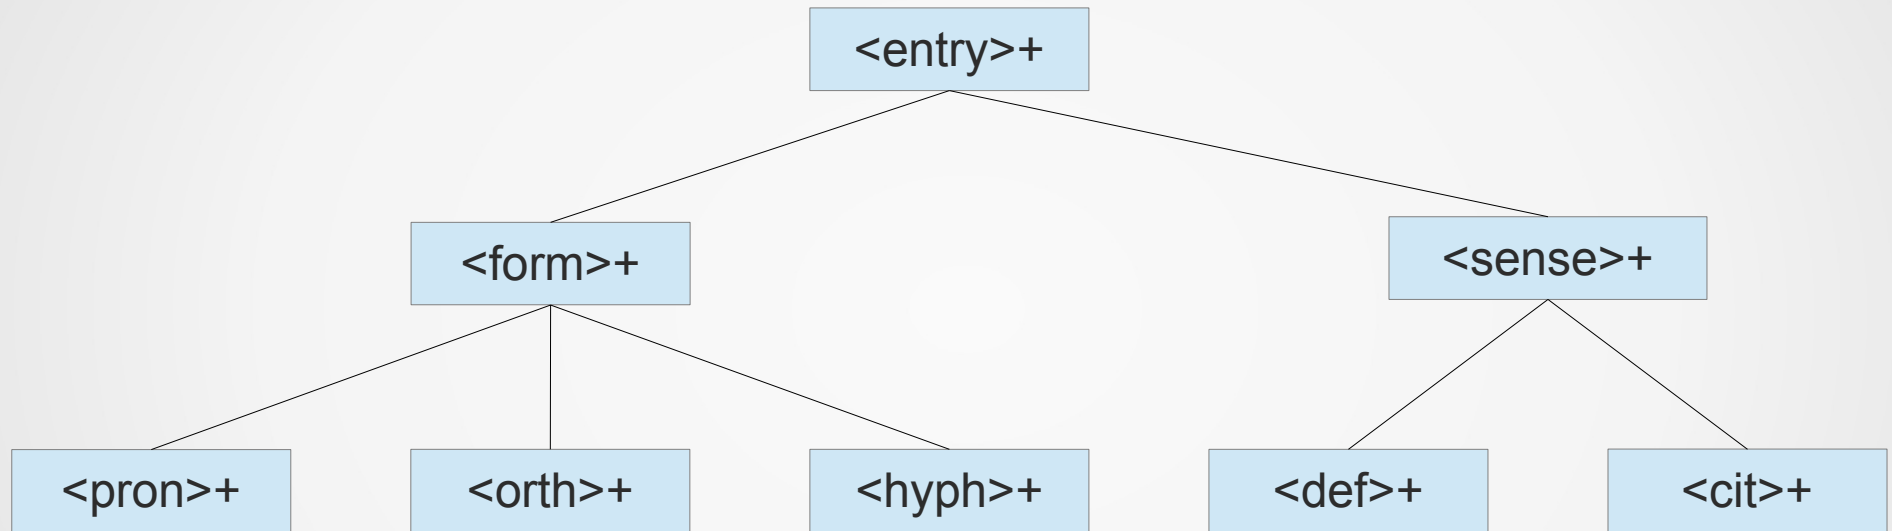 <entry>+
<form>+
<sense>+
<pron>+
<orth>+
<hyph>+
<def>+
<cit>+